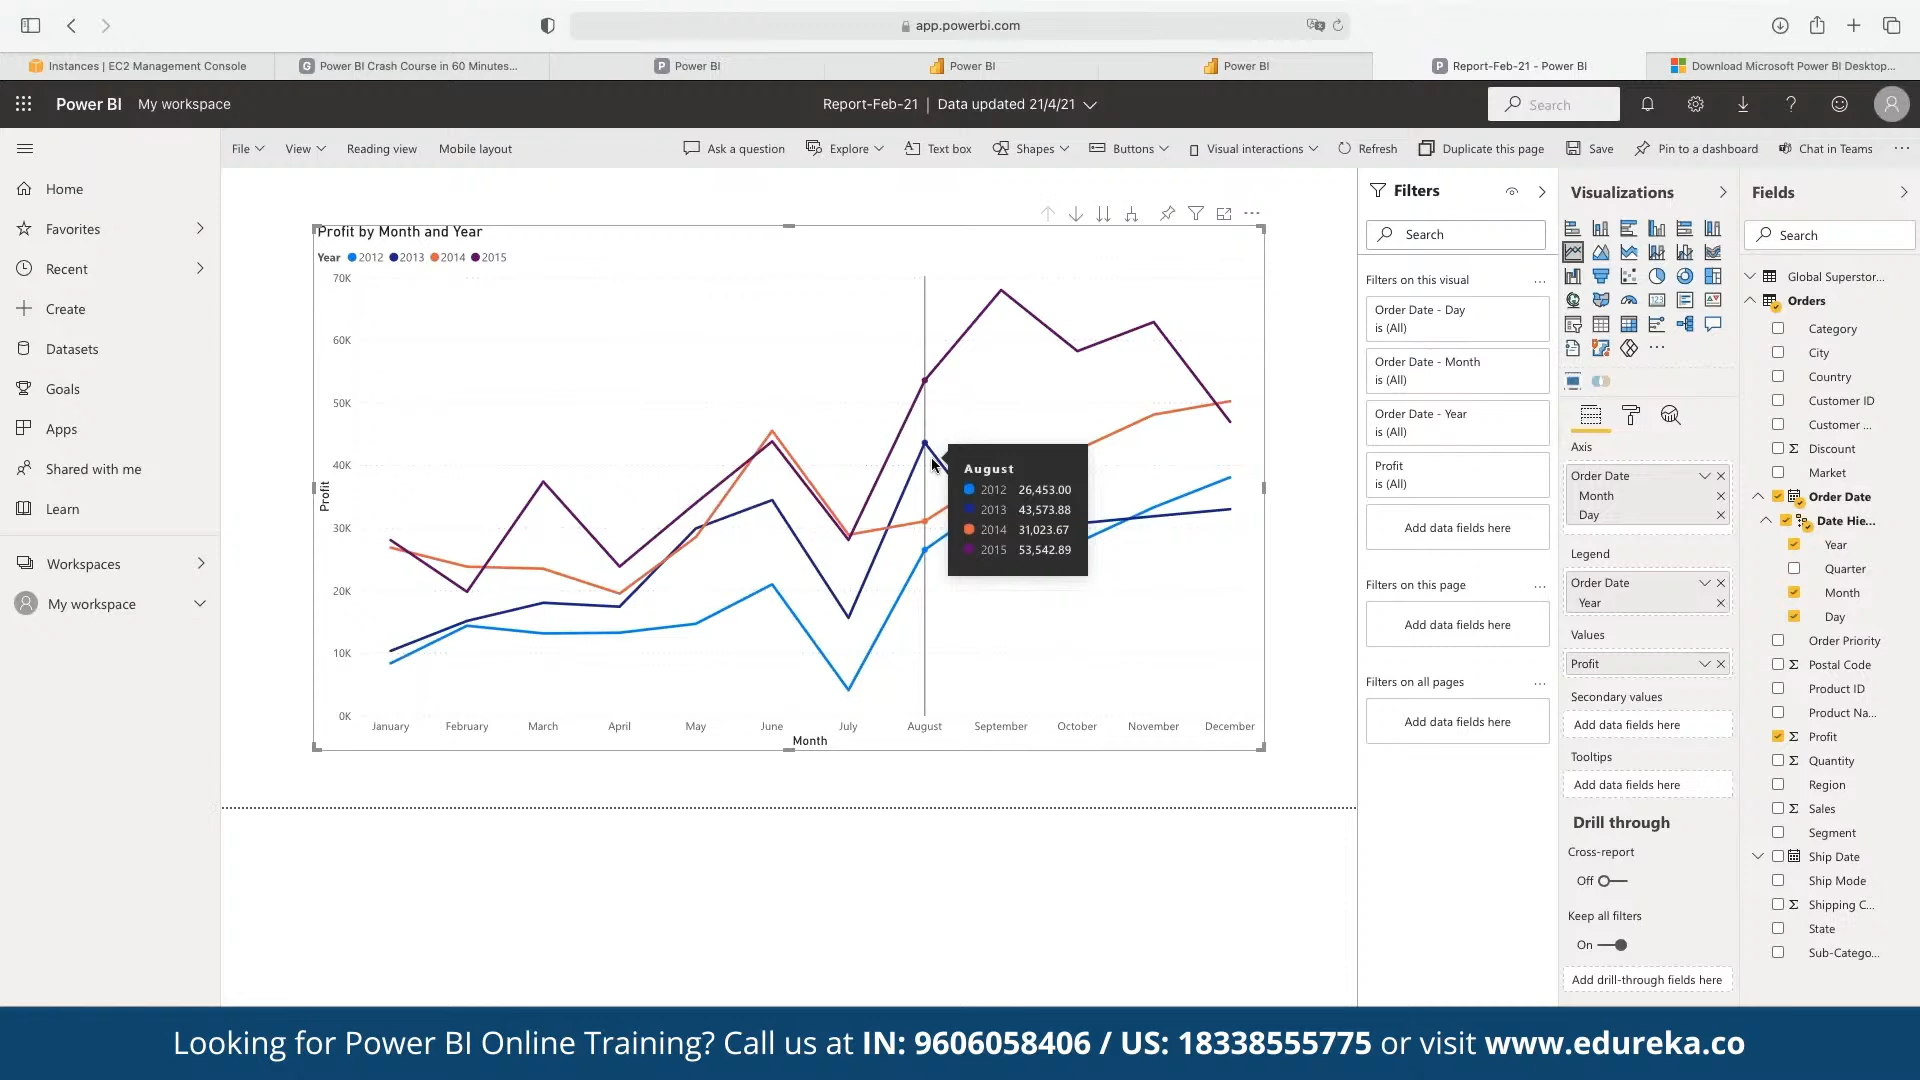 app.powerbi.com
Instances | EC2 Management Console
Power BI Crash Course in 60 Minutes...
Power BI
Power BI
Power BI
Report-Feb-21 - Power BI
Download Microsoft Power BI Desktop...
Power BI My workspace
Report-Feb-21 | Data updated 21/4/21
Search
File View Reading view Mobile layout
Ask a question Explore Text box Shapes Buttons Visual interactions Refresh Duplicate this page Save Pin to a dashboard Chat in Teams
Home
Favorites
Recent
Create
Datasets
Goals
Apps
Shared with me
Learn
Workspaces
My workspace
Profit by Month and Year
Year 2012 2013 2014 2015
70K
60K
50K
40K
30K
20K
10K
0K
Profit
January February March April May June July August September October November December
Month
August
2012 26,453.00
2013 43,573.88
2014 31,023.67
2015 53,542.89
Filters
Search
Filters on this visual
Order Date - Day
is (All)
Order Date - Month
is (All)
Order Date - Year
is (All)
Profit
is (All)
Add data fields here
Filters on this page
Add data fields here
Filters on all pages
Add data fields here
Visualizations
Axis
Order Date
Month
Day
Legend
Order Date
Year
Values
Profit
Secondary values
Add data fields here
Tooltips
Add data fields here
Drill through
Cross-report
Off
Keep all filters
On
Add drill-through fields here
Fields
Search
Global Superstor...
Orders
Category
City
Country
Customer ID
Customer ...
Discount
Market
Order Date
Date Hie...
Year
Quarter
Month
Day
Order Priority
Postal Code
Product ID
Product Na...
Profit
Quantity
Region
Sales
Segment
Ship Date
Ship Mode
Shipping C...
State
Sub-Catego...
Looking for Power BI Online Training? Call us at IN: 9606058406 / US: 18338555775 or visit www.edureka.co